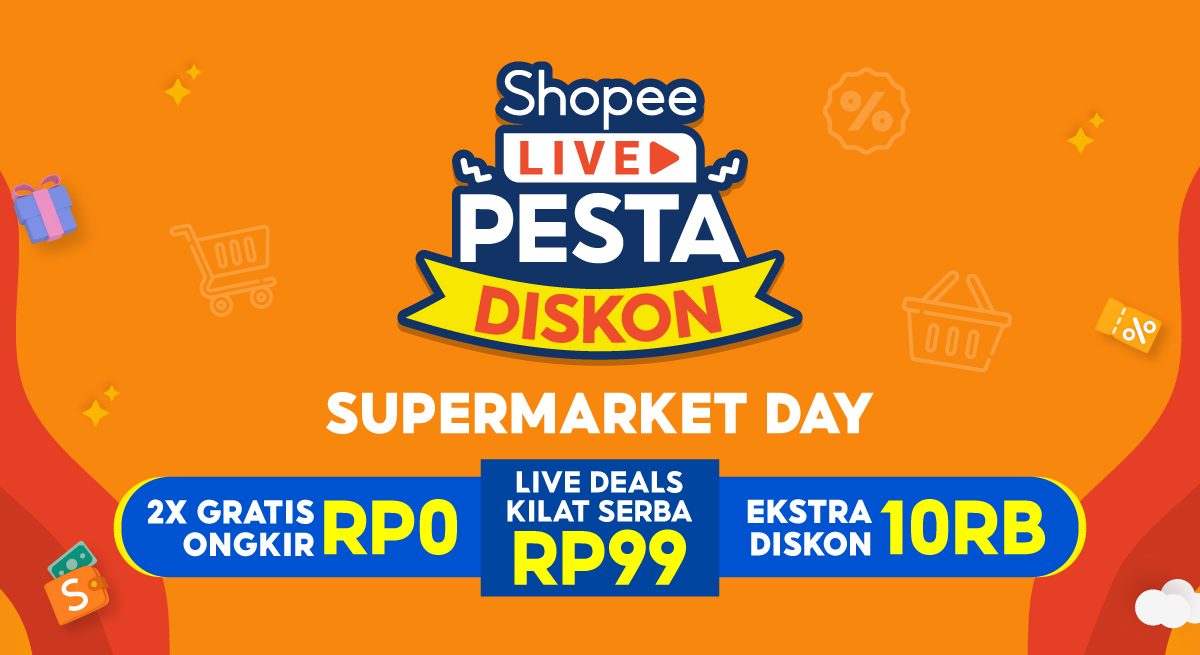 Shopee
LIVE
PESTA
DISKON
SUPERMARKET DAY
2X GRATIS
ONGKIR
RP0
LIVE DEALS
KILAT SERBA
RP99
EKSTRA
DISKON
10RB
%
%
S